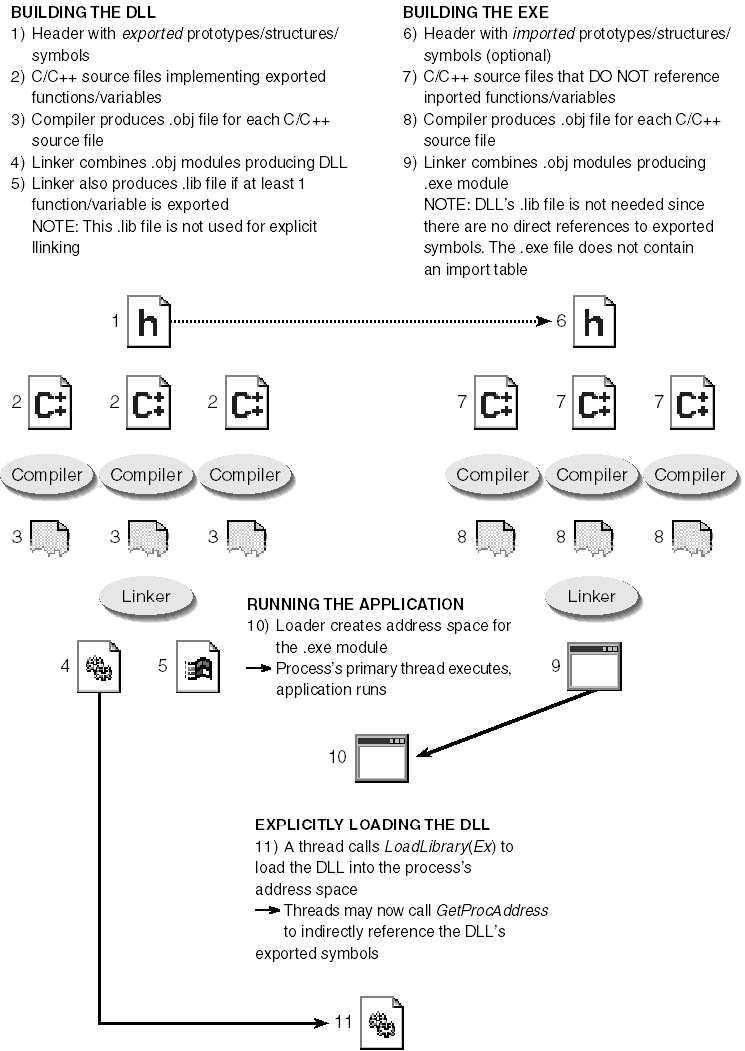 BUILDING THE DLL
1) Header with exported prototypes/structures/
symbols
2) C/C++ source files implementing exported
functions/variables
3) Compiler produces .obj file for each C/C++
source file
4) Linker combines .obj modules producing DLL
5) Linker also produces .lib file if at least 1
function/variable is exported
NOTE: This .lib file is not used for explicit
llinking
BUILDING THE EXE
6) Header with imported prototypes/structures/
symbols (optional)
7) C/C++ source files that DO NOT reference
inported functions/variables
8) Compiler produces .obj file for each C/C++
source file
9) Linker combines .obj modules producing
.exe module
NOTE: DLL's .lib file is not needed since
there are no direct references to exported
symbols. The .exe file does not contain
an import table
1 h 6 h
2 C++ 2 C++ 2 C++ 7 C++ 7 C++ 7 C++
Compiler Compiler Compiler Compiler Compiler Compiler
3 3 3 8 8 8
Linker Linker
RUNNING THE APPLICATION
10) Loader creates address space for
the .exe module
Process's primary thread executes,
application runs
4 5 9
10
EXPLICITLY LOADING THE DLL
11) A thread calls LoadLibrary(Ex) to
load the DLL into the process's
address space
Threads may now call GetProcAddress
to indirectly reference the DLL's
exported symbols
11